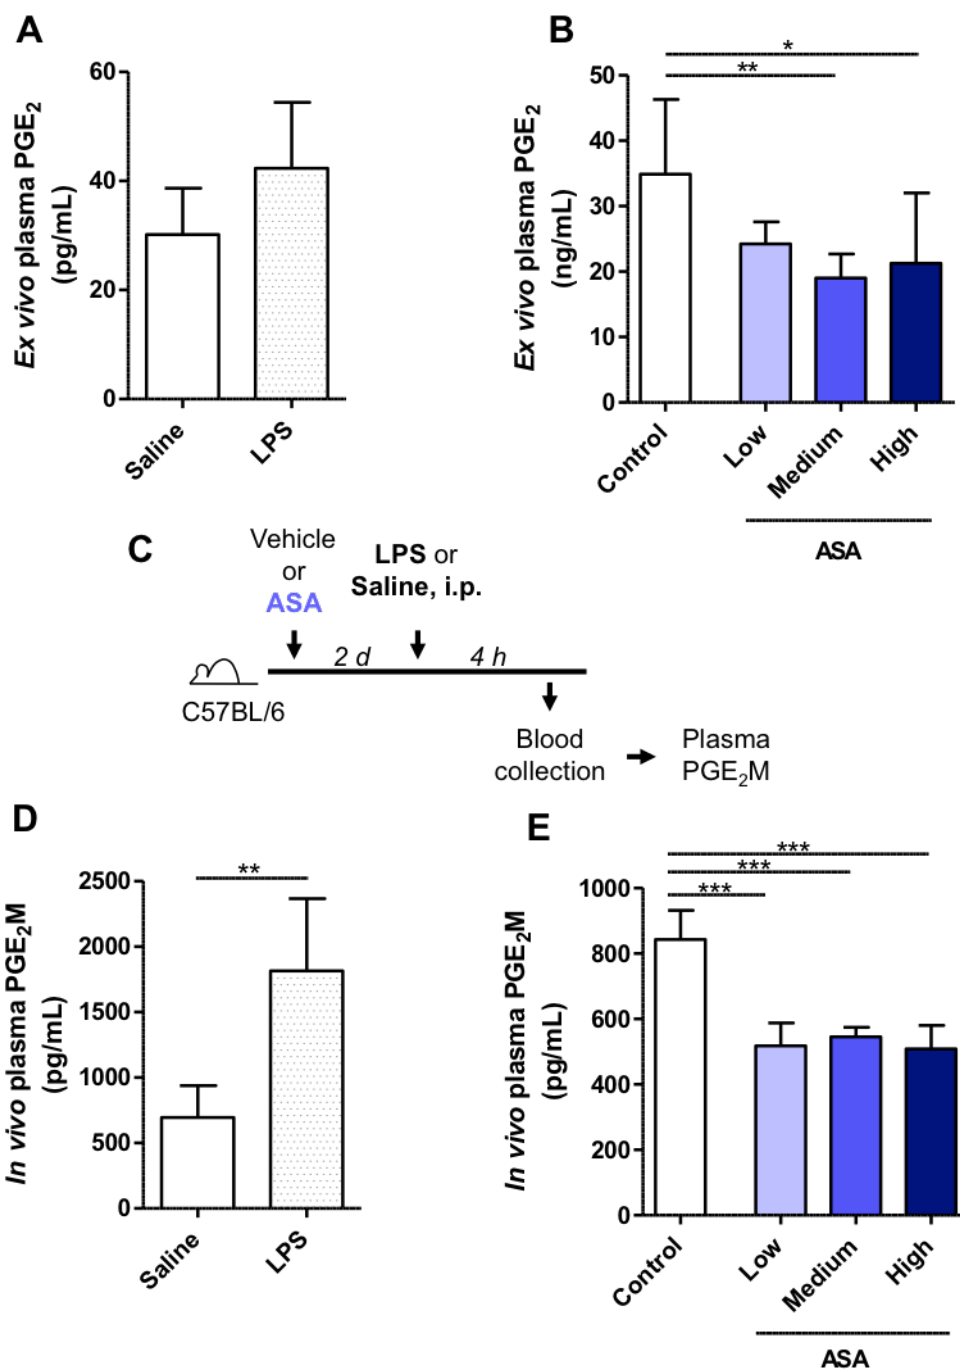 A
Ex vivo plasma PGE2
(pg/mL)
60
40
20
0
Saline
LPS
B
Ex vivo plasma PGE2
(ng/mL)
*
**
50
40
30
20
10
0
Control
Low
Medium
High
ASA
C
Vehicle
or
ASA
LPS or
Saline, i.p.
2 d
4 h
C57BL/6
Blood
collection
Plasma
PGE2M
D
In vivo plasma PGE2M
(pg/mL)
**
2500
2000
1500
1000
500
0
Saline
LPS
E
In vivo plasma PGE2M
(pg/mL)
***
***
***
1000
800
600
400
200
0
Control
Low
Medium
High
ASA